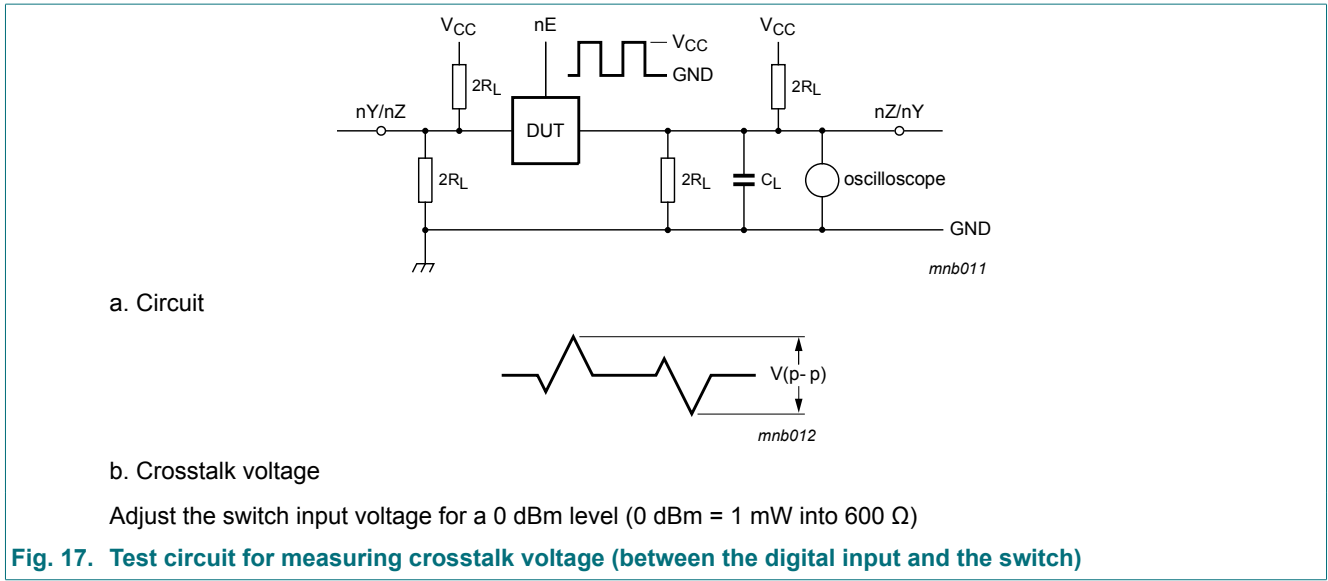 VCC nE VCC
VCC
GND
2RL 2RL
nY/nZ nZ/nY
DUT
2RL 2RL CL oscilloscope
GND
mnb011
a. Circuit
V(p- p)
mnb012
b. Crosstalk voltage
Adjust the switch input voltage for a 0 dBm level (0 dBm = 1 mW into 600 Ω)
Fig. 17. Test circuit for measuring crosstalk voltage (between the digital input and the switch)